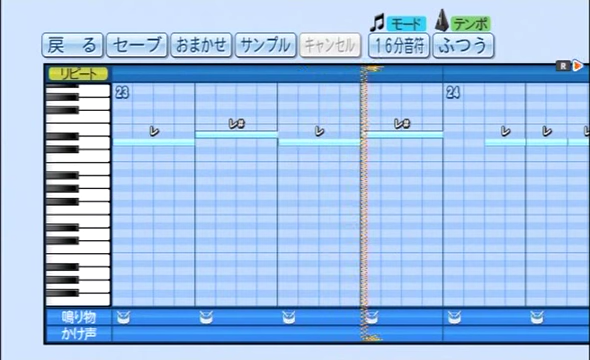 モード テンポ
戻る セーブ おまかせ サンプル キャンセル 16分音符 ふつう
R
リピート
23 24
レ レ# レ レ# レ レ レ
鳴り物
かけ声